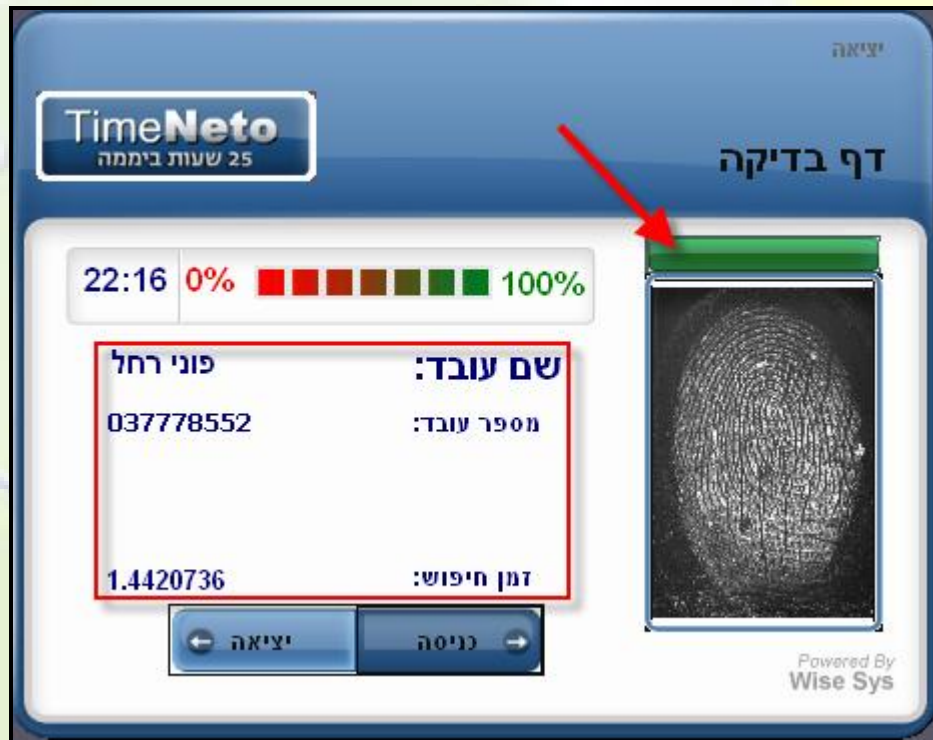 יציאה
TimeNeto
25 שעות ביממה
דף בדיקה
22:16 0% 100%
שם עובד: פוני רחל
מספר עובד: 037778552
זמן חיפוש: 1.4420736
כניסה יציאה
Powered By
Wise Sys